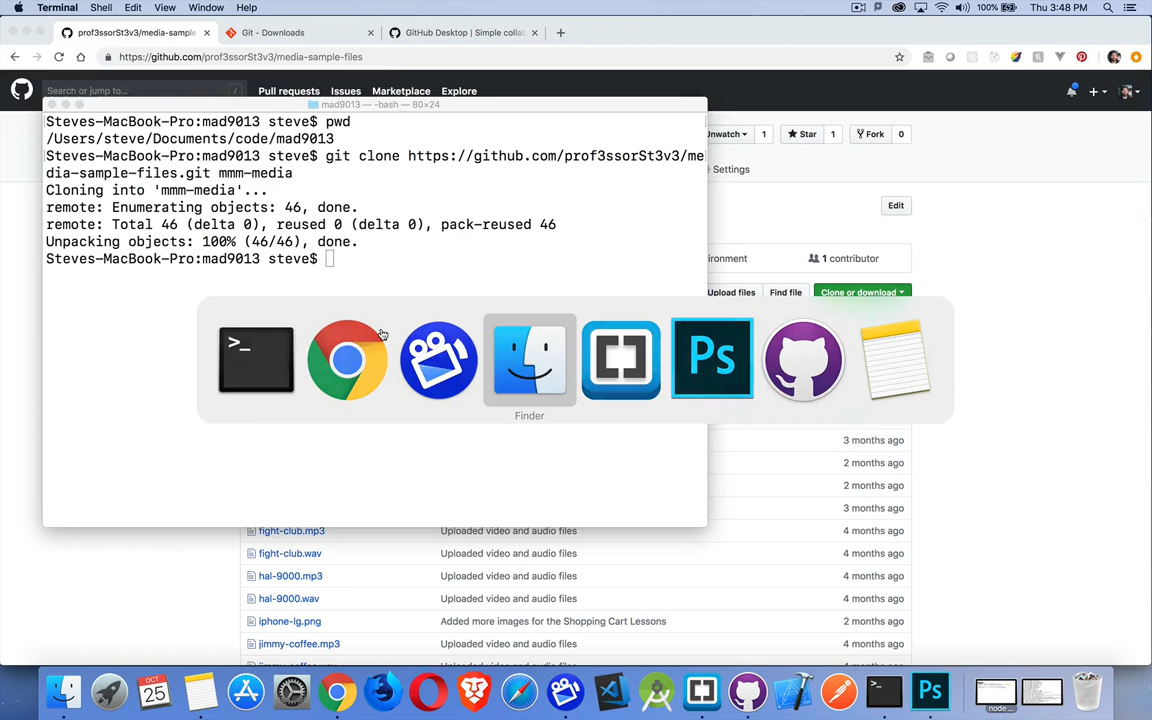 Terminal Shell Edit View Window Help 100% Thu 3:48 PM
prof3ssorSt3v3/media-sample Git - Downloads GitHub Desktop | Simple collab
https://github.com/prof3ssorSt3v3/media-sample-files
Search or jump to... / Pull requests Issues Marketplace Explore
mad9013 — -bash — 80×24
Steves-MacBook-Pro:mad9013 steve$ pwd
/Users/steve/Documents/code/mad9013
Steves-MacBook-Pro:mad9013 steve$ git clone https://github.com/prof3ssorSt3v3/me
dia-sample-files.git mmm-media
Cloning into 'mmm-media'...
remote: Enumerating objects: 46, done.
remote: Total 46 (delta 0), reused 0 (delta 0), pack-reused 46
Unpacking objects: 100% (46/46), done.
Steves-MacBook-Pro:mad9013 steve$
Unwatch 1 Star 1 Fork 0
Settings
Edit
ironment 1 contributor
Upload files Find file Clone or download
>_
Ps
Finder
3 months ago
2 months ago
2 months ago
3 months ago
fight-club.mp3 Uploaded video and audio files 4 months ago
fight-club.wav Uploaded video and audio files 4 months ago
hal-9000.mp3 Uploaded video and audio files 4 months ago
hal-9000.wav Uploaded video and audio files 4 months ago
iphone-lg.png Added more images for the Shopping Cart Lessons 2 months ago
jimmy-coffee.mp3 Uploaded video and audio files 4 months ago
OCT
25
>_
Ps
node